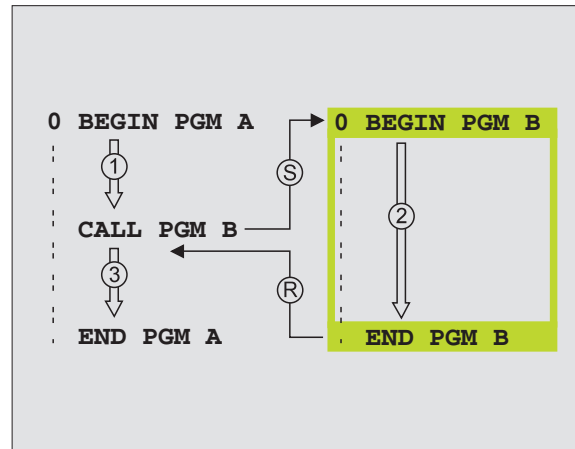 0 BEGIN PGM A
1
CALL PGM B
3
END PGM A
S
R
0 BEGIN PGM B
2
END PGM B